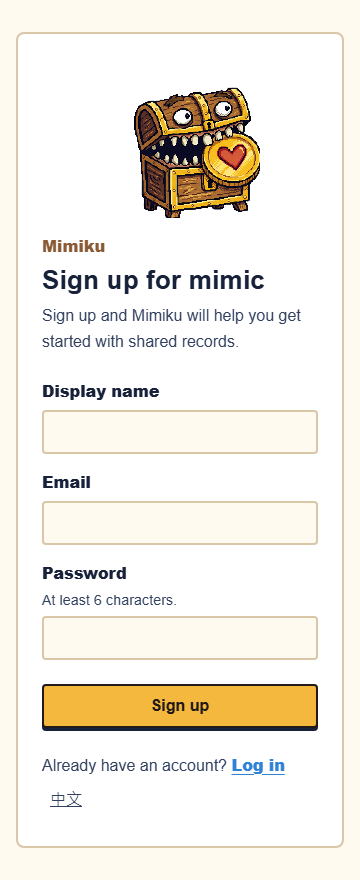 Mimiku
Sign up for mimic
Sign up and Mimiku will help you get
started with shared records.
Display name
Email
Password
At least 6 characters.
Sign up
Already have an account? Log in
中文